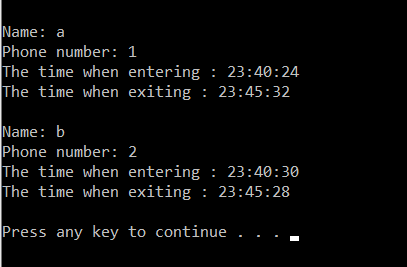 Name: a
Phone number: 1
The time when entering : 23:40:24
The time when exiting : 23:45:32
Name: b
Phone number: 2
The time when entering : 23:40:30
The time when exiting : 23:45:28
Press any key to continue . . .